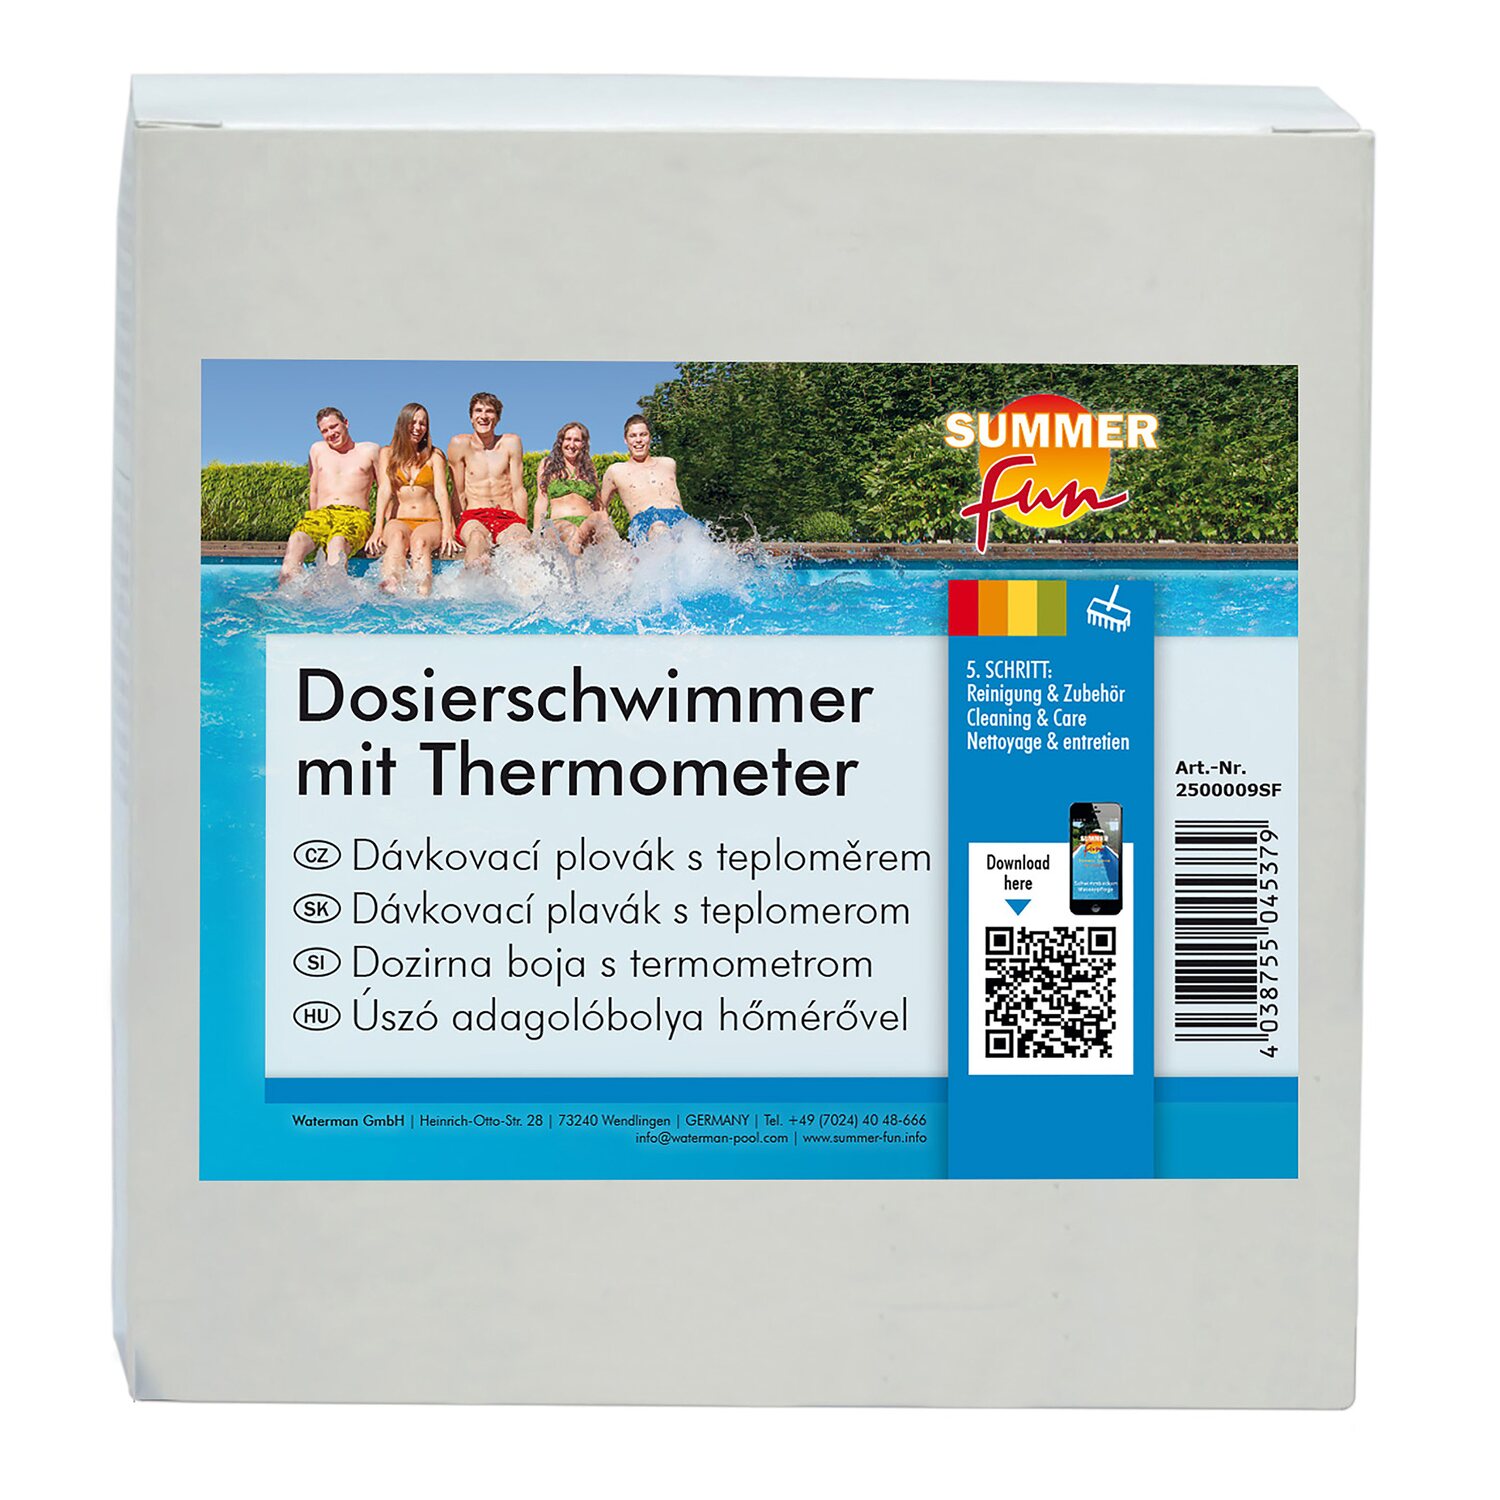 SUMMER
fun
Dosierschwimmer
mit Thermometer
CZ Dávkovací plovák s teploměrem
SK Dávkovací plavák s teplomerom
SI Dozirna boja s termometrom
HU Úszó adagolóbolya hőmérővel
5. SCHRITT:
Reinigung & Zubehör
Cleaning & Care
Nettoyage & entretien
Download
here
SUMMER
fun
Art.-Nr.
2500009SF
4 038755 045379
Waterman GmbH | Heinrich-Otto-Str. 28 | 73240 Wendlingen | GERMANY | Tel. +49 (7024) 40 48-666
info@waterman-pool.com | www.summer-fun.info